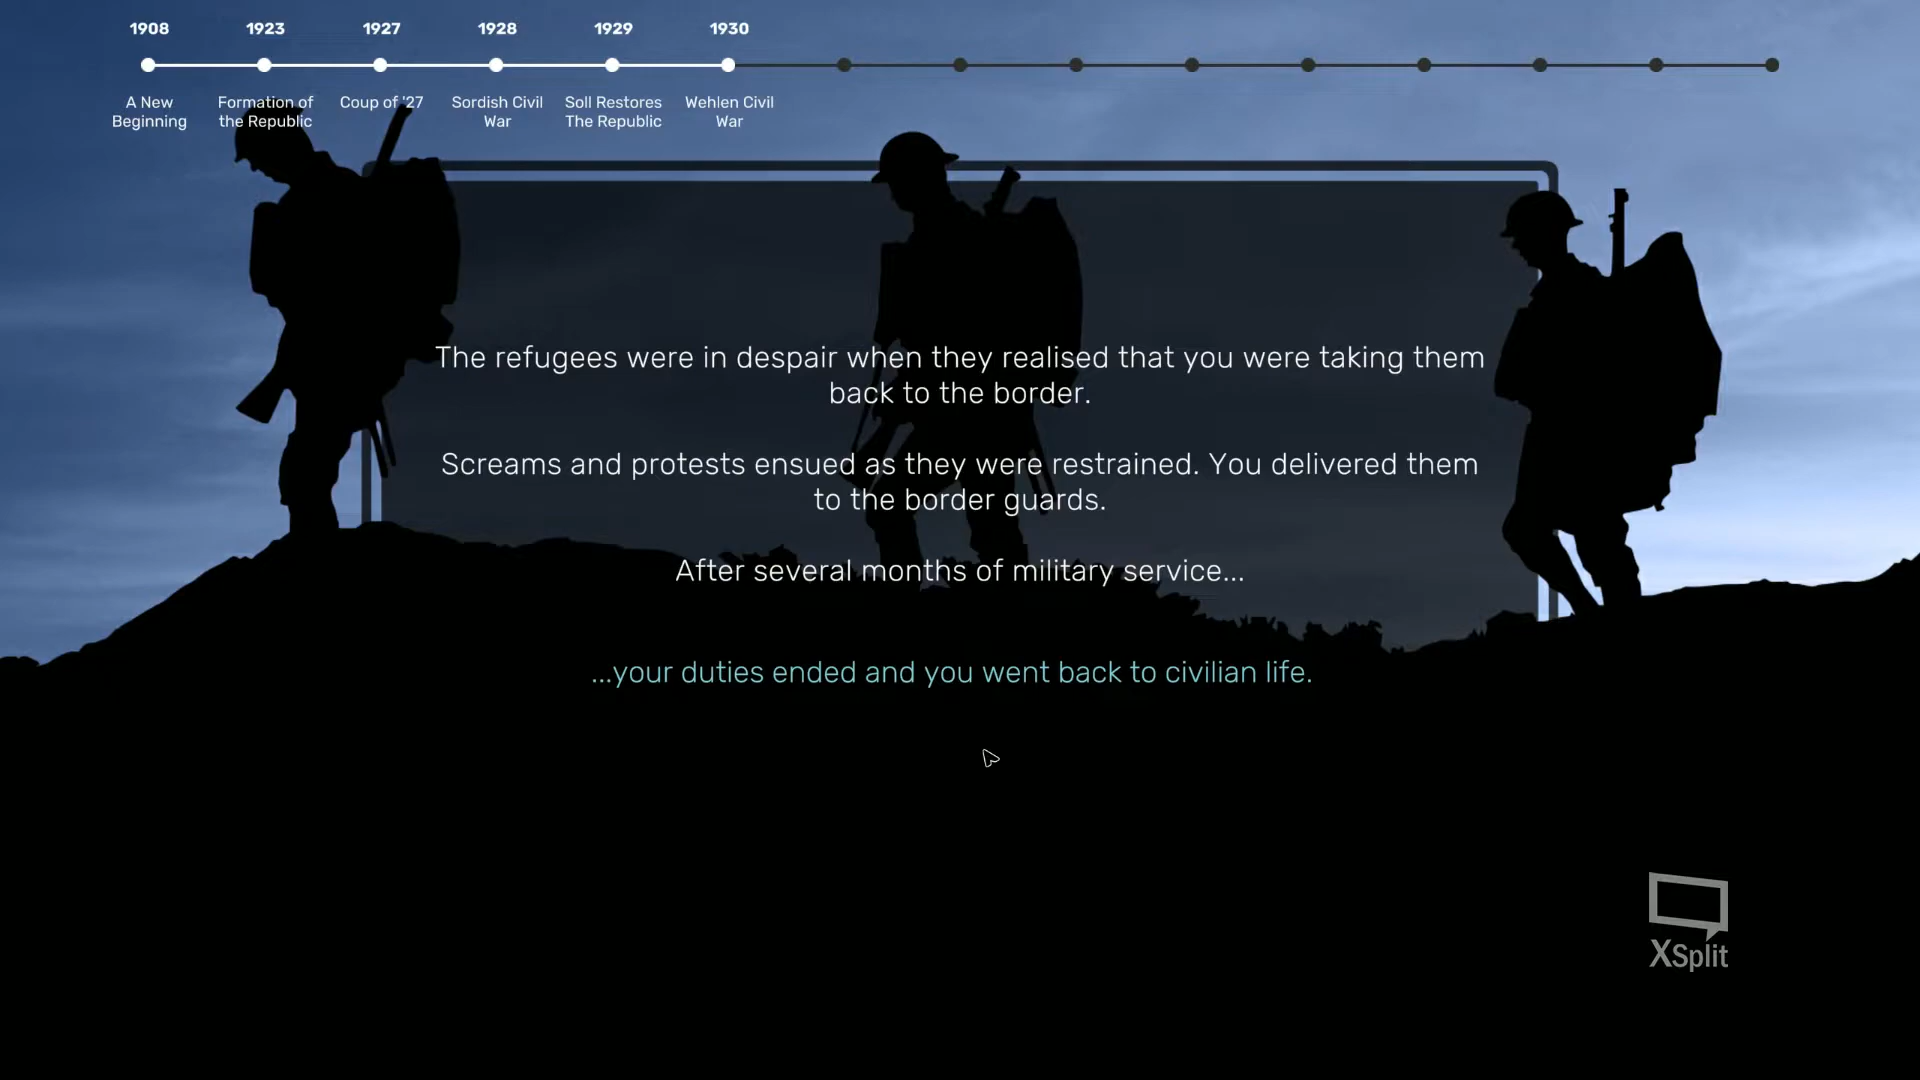 1908 1923 1927 1928 1929 1930
A New Formation of Coup of '27 Sordish Civil Soll Restores Wehlen Civil
Beginning the Republic War The Republic War
The refugees were in despair when they realised that you were taking them
back to the border.
Screams and protests ensued as they were restrained. You delivered them
to the border guards.
After several months of military service...
...your duties ended and you went back to civilian life.
XSplit